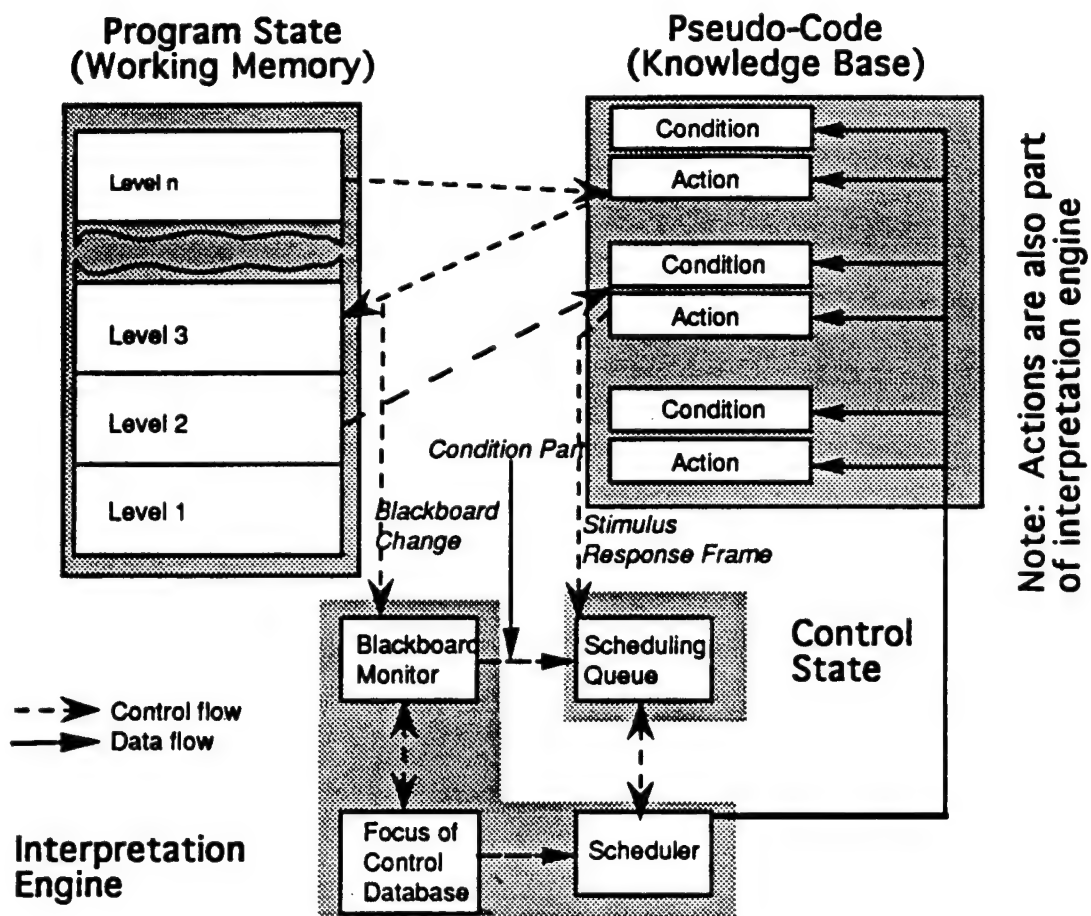 Program State
(Working Memory)
Pseudo-Code
(Knowledge Base)
Level n
Level 3
Level 2
Level 1
Condition
Action
Condition
Action
Condition
Action
Note: Actions are also part
of interpretation engine
Condition Part
Blackboard
Change
Stimulus
Response Frame
Blackboard
Monitor
Scheduling
Queue
Control
State
Control flow
Data flow
Focus of
Control
Database
Scheduler
Interpretation
Engine